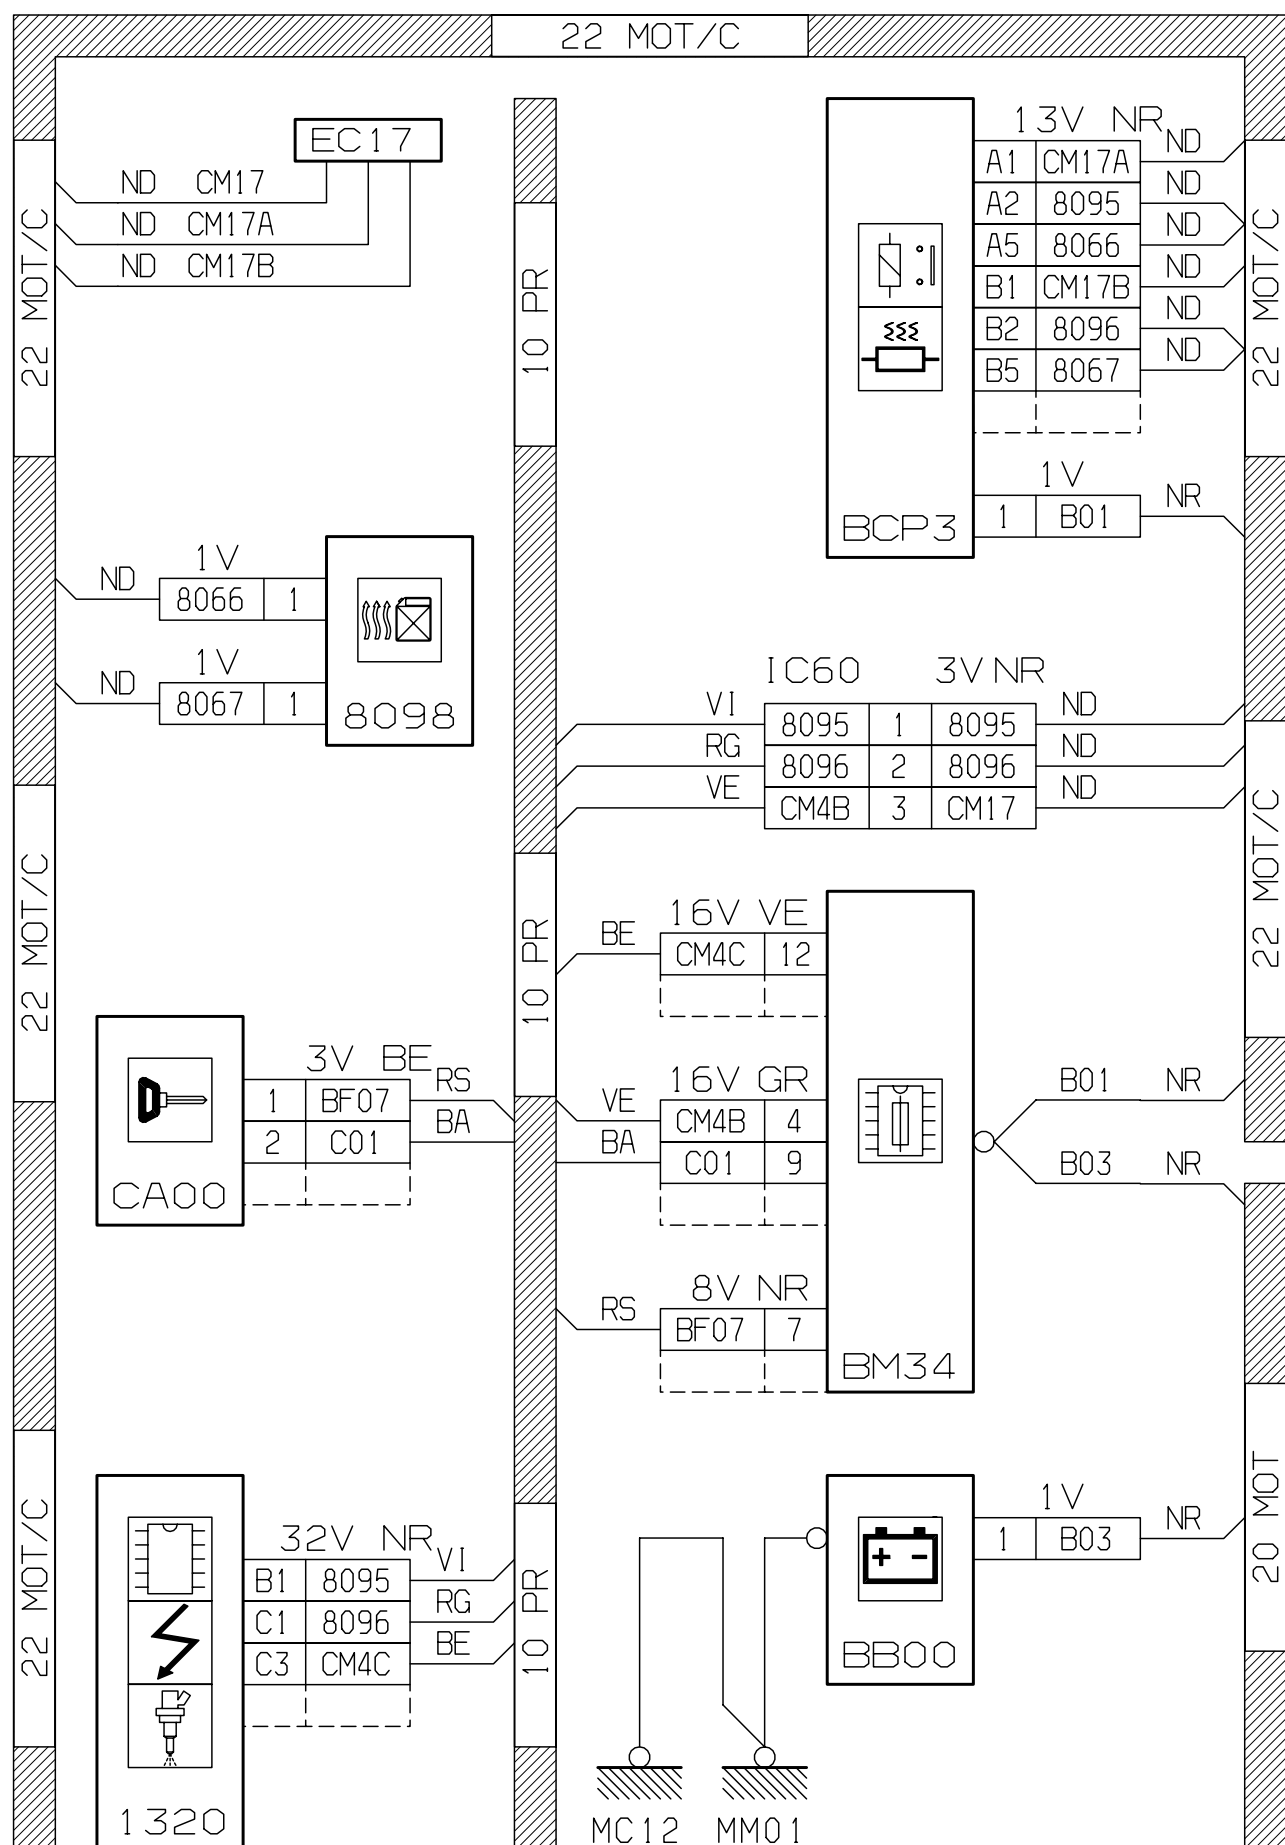 22 MOT/C
EC17
ND CM17
ND CM17A
ND CM17B
22 MOT/C
10 PR
13V NR
A1 CM17A ND
A2 8095 ND
A5 8066 ND
B1 CM17B ND
B2 8096 ND
B5 8067 ND
22 MOT/C
1V
1 B01 NR
BCP3
1V
ND 8066 1
1V
ND 8067 1
8098
IC60 3V NR
VI 8095 1 8095 ND
RG 8096 2 8096 ND
VE CM4B 3 CM17 ND
22 MOT/C
10 PR
22 MOT/C
16V VE
BE CM4C 12
3V BE
1 BF07 RS
2 C01 BA
CA00
16V GR
VE CM4B 4
BA C01 9
B01 NR
B03 NR
8V NR
RS BF07 7
BM34
22 MOT/C
32V NR
B1 8095 VI
C1 8096 RG
C3 CM4C BE
1320
10 PR
1V
1 B03 NR
+ -
BB00
20 MOT
MC12 MM01